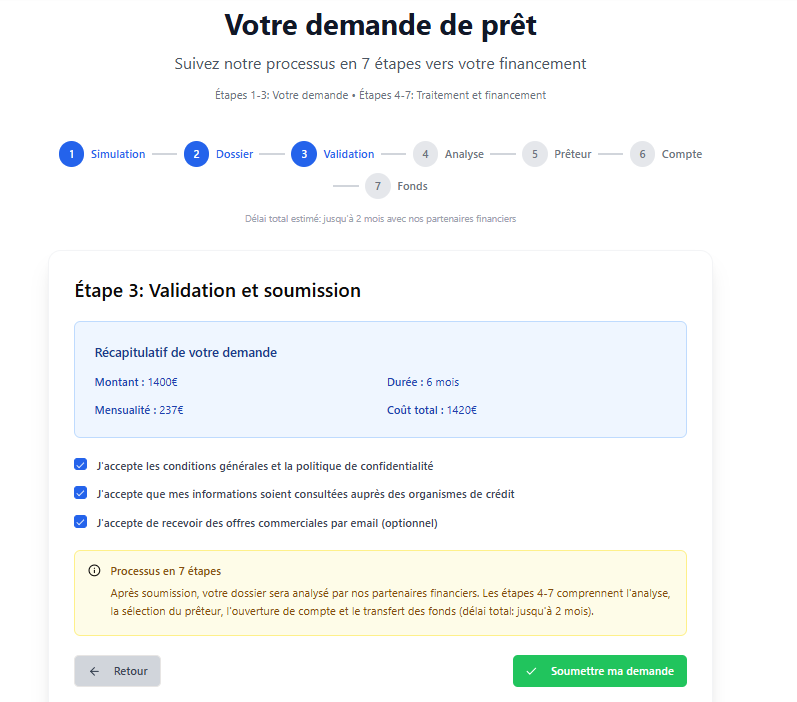 Votre demande de prêt
Suivez notre processus en 7 étapes vers votre financement
Étapes 1-3: Votre demande • Étapes 4-7: Traitement et financement
1 Simulation 2 Dossier 3 Validation 4 Analyse 5 Prêteur 6 Compte
7 Fonds
Délai total estimé: jusqu'à 2 mois avec nos partenaires financiers
Étape 3: Validation et soumission
Récapitulatif de votre demande
Montant : 1400€ Durée : 6 mois
Mensualité : 237€ Coût total : 1420€
J'accepte les conditions générales et la politique de confidentialité
J'accepte que mes informations soient consultées auprès des organismes de crédit
J'accepte de recevoir des offres commerciales par email (optionnel)
Processus en 7 étapes
Après soumission, votre dossier sera analysé par nos partenaires financiers. Les étapes 4-7 comprennent l'analyse,
la sélection du prêteur, l'ouverture de compte et le transfert des fonds (délai total: jusqu'à 2 mois).
← Retour ✓ Soumettre ma demande